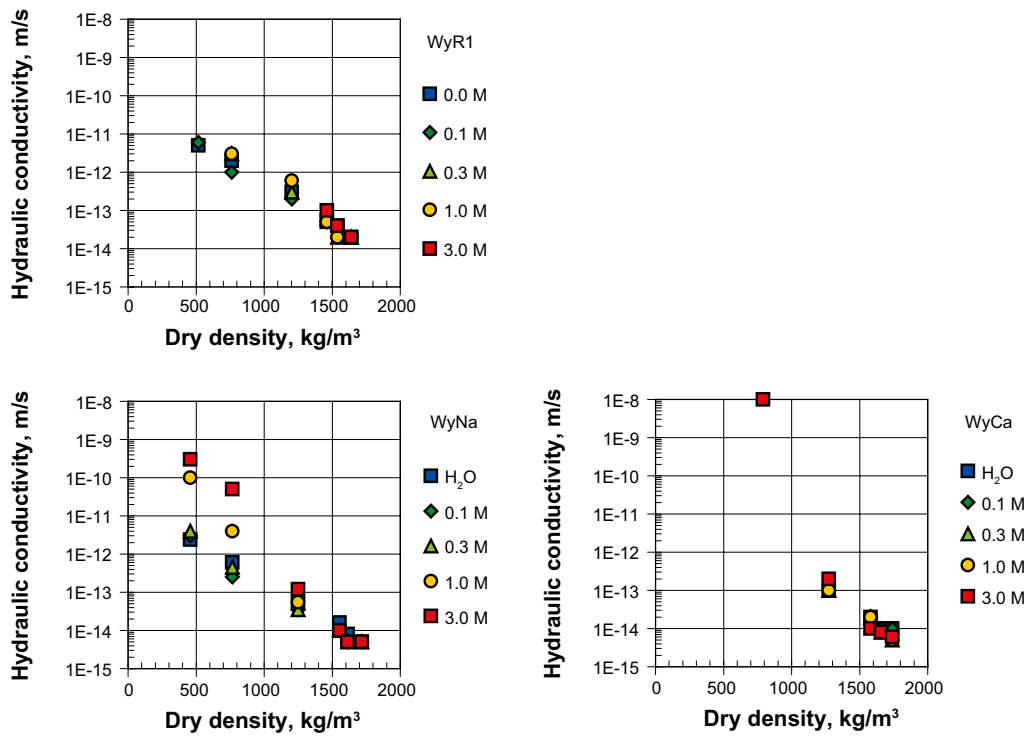 Hydraulic conductivity, m/s
1E-8
1E-9
1E-10
1E-11
1E-12
1E-13
1E-14
1E-15
0 500 1000 1500 2000
Dry density, kg/m³
WyR1
0.0 M
0.1 M
0.3 M
1.0 M
3.0 M
Hydraulic conductivity, m/s
1E-8
1E-9
1E-10
1E-11
1E-12
1E-13
1E-14
1E-15
0 500 1000 1500 2000
Dry density, kg/m³
WyNa
H₂O
0.1 M
0.3 M
1.0 M
3.0 M
Hydraulic conductivity, m/s
1E-8
1E-9
1E-10
1E-11
1E-12
1E-13
1E-14
1E-15
0 500 1000 1500 2000
Dry density, kg/m³
WyCa
H₂O
0.1 M
0.3 M
1.0 M
3.0 M